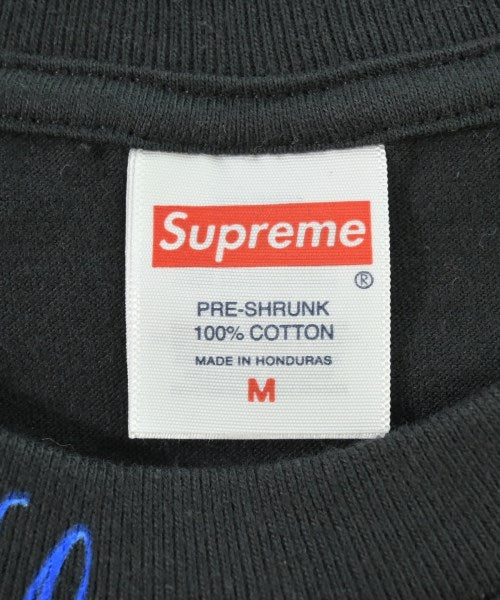 Supreme
®
PRE-SHRUNK
100% COTTON
MADE IN HONDURAS
M